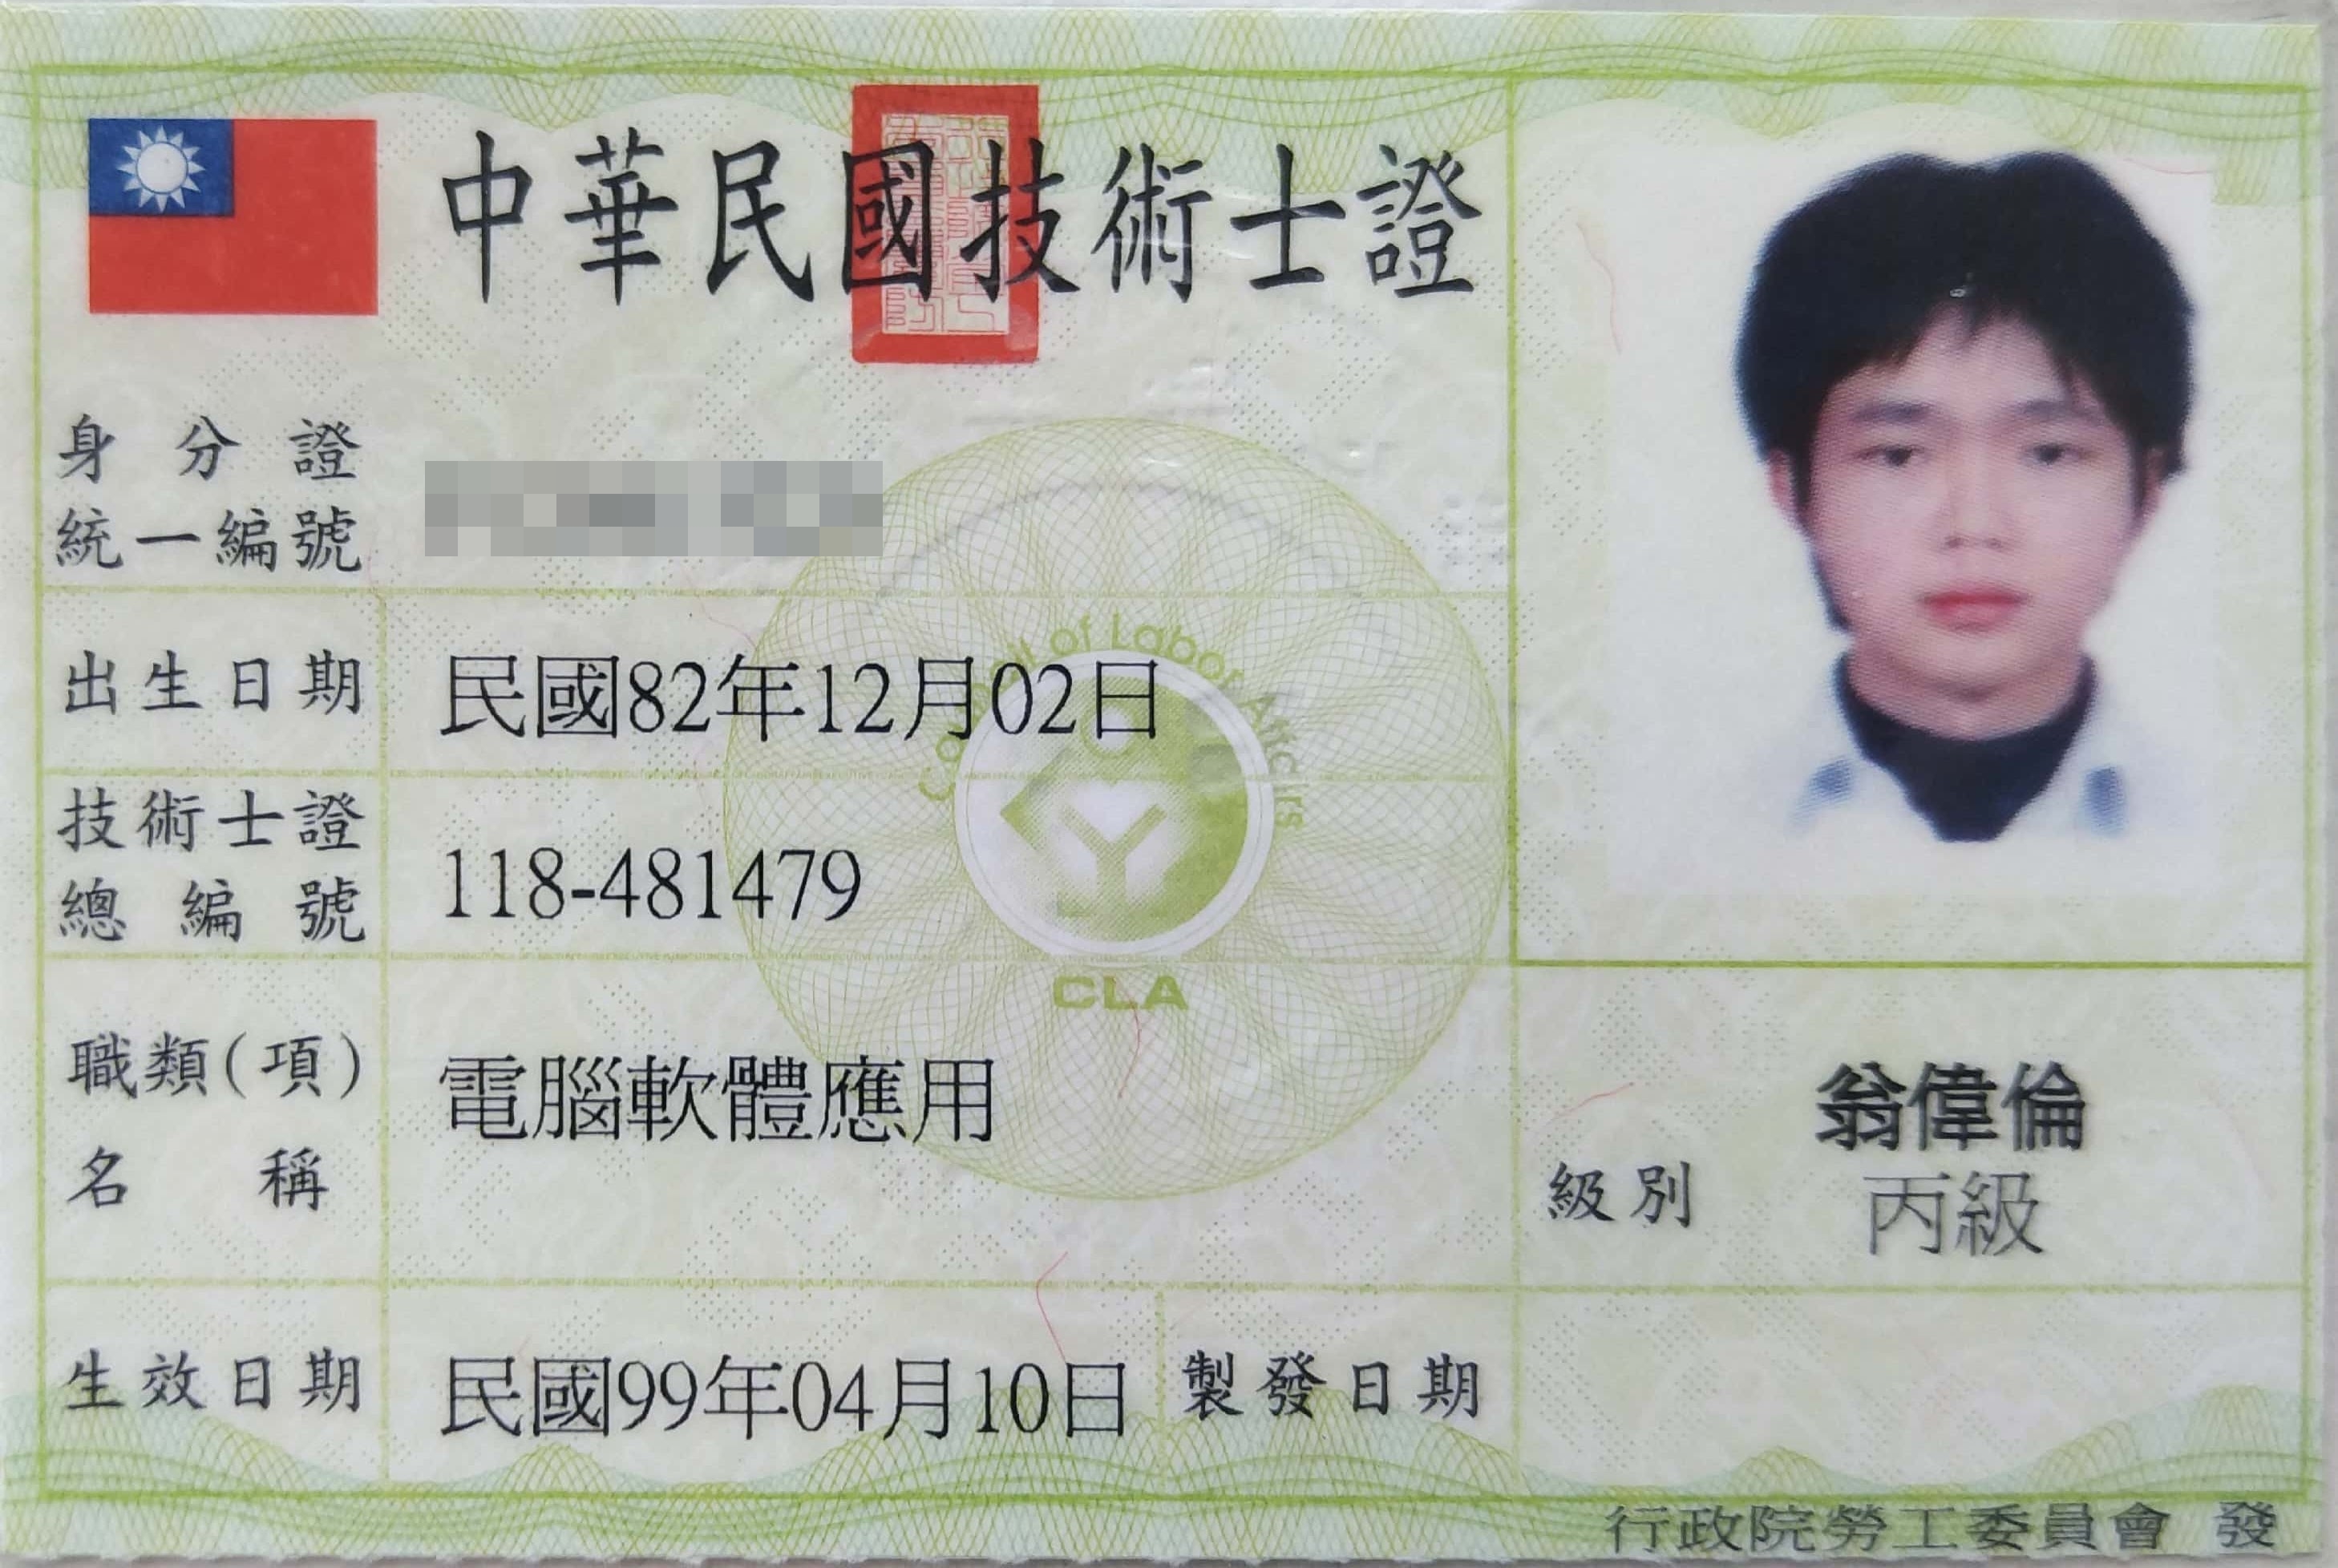 中華民國技術士證
身分證
統一編號
出生日期 民國82年12月02日
Council of Labor Affairs
技術士證
總編號 118-481479
CLA
職類(項)
名稱 電腦軟體應用
翁偉倫
級別 丙級
生效日期 民國99年04月10日 製發日期
行政院勞工委員會 發